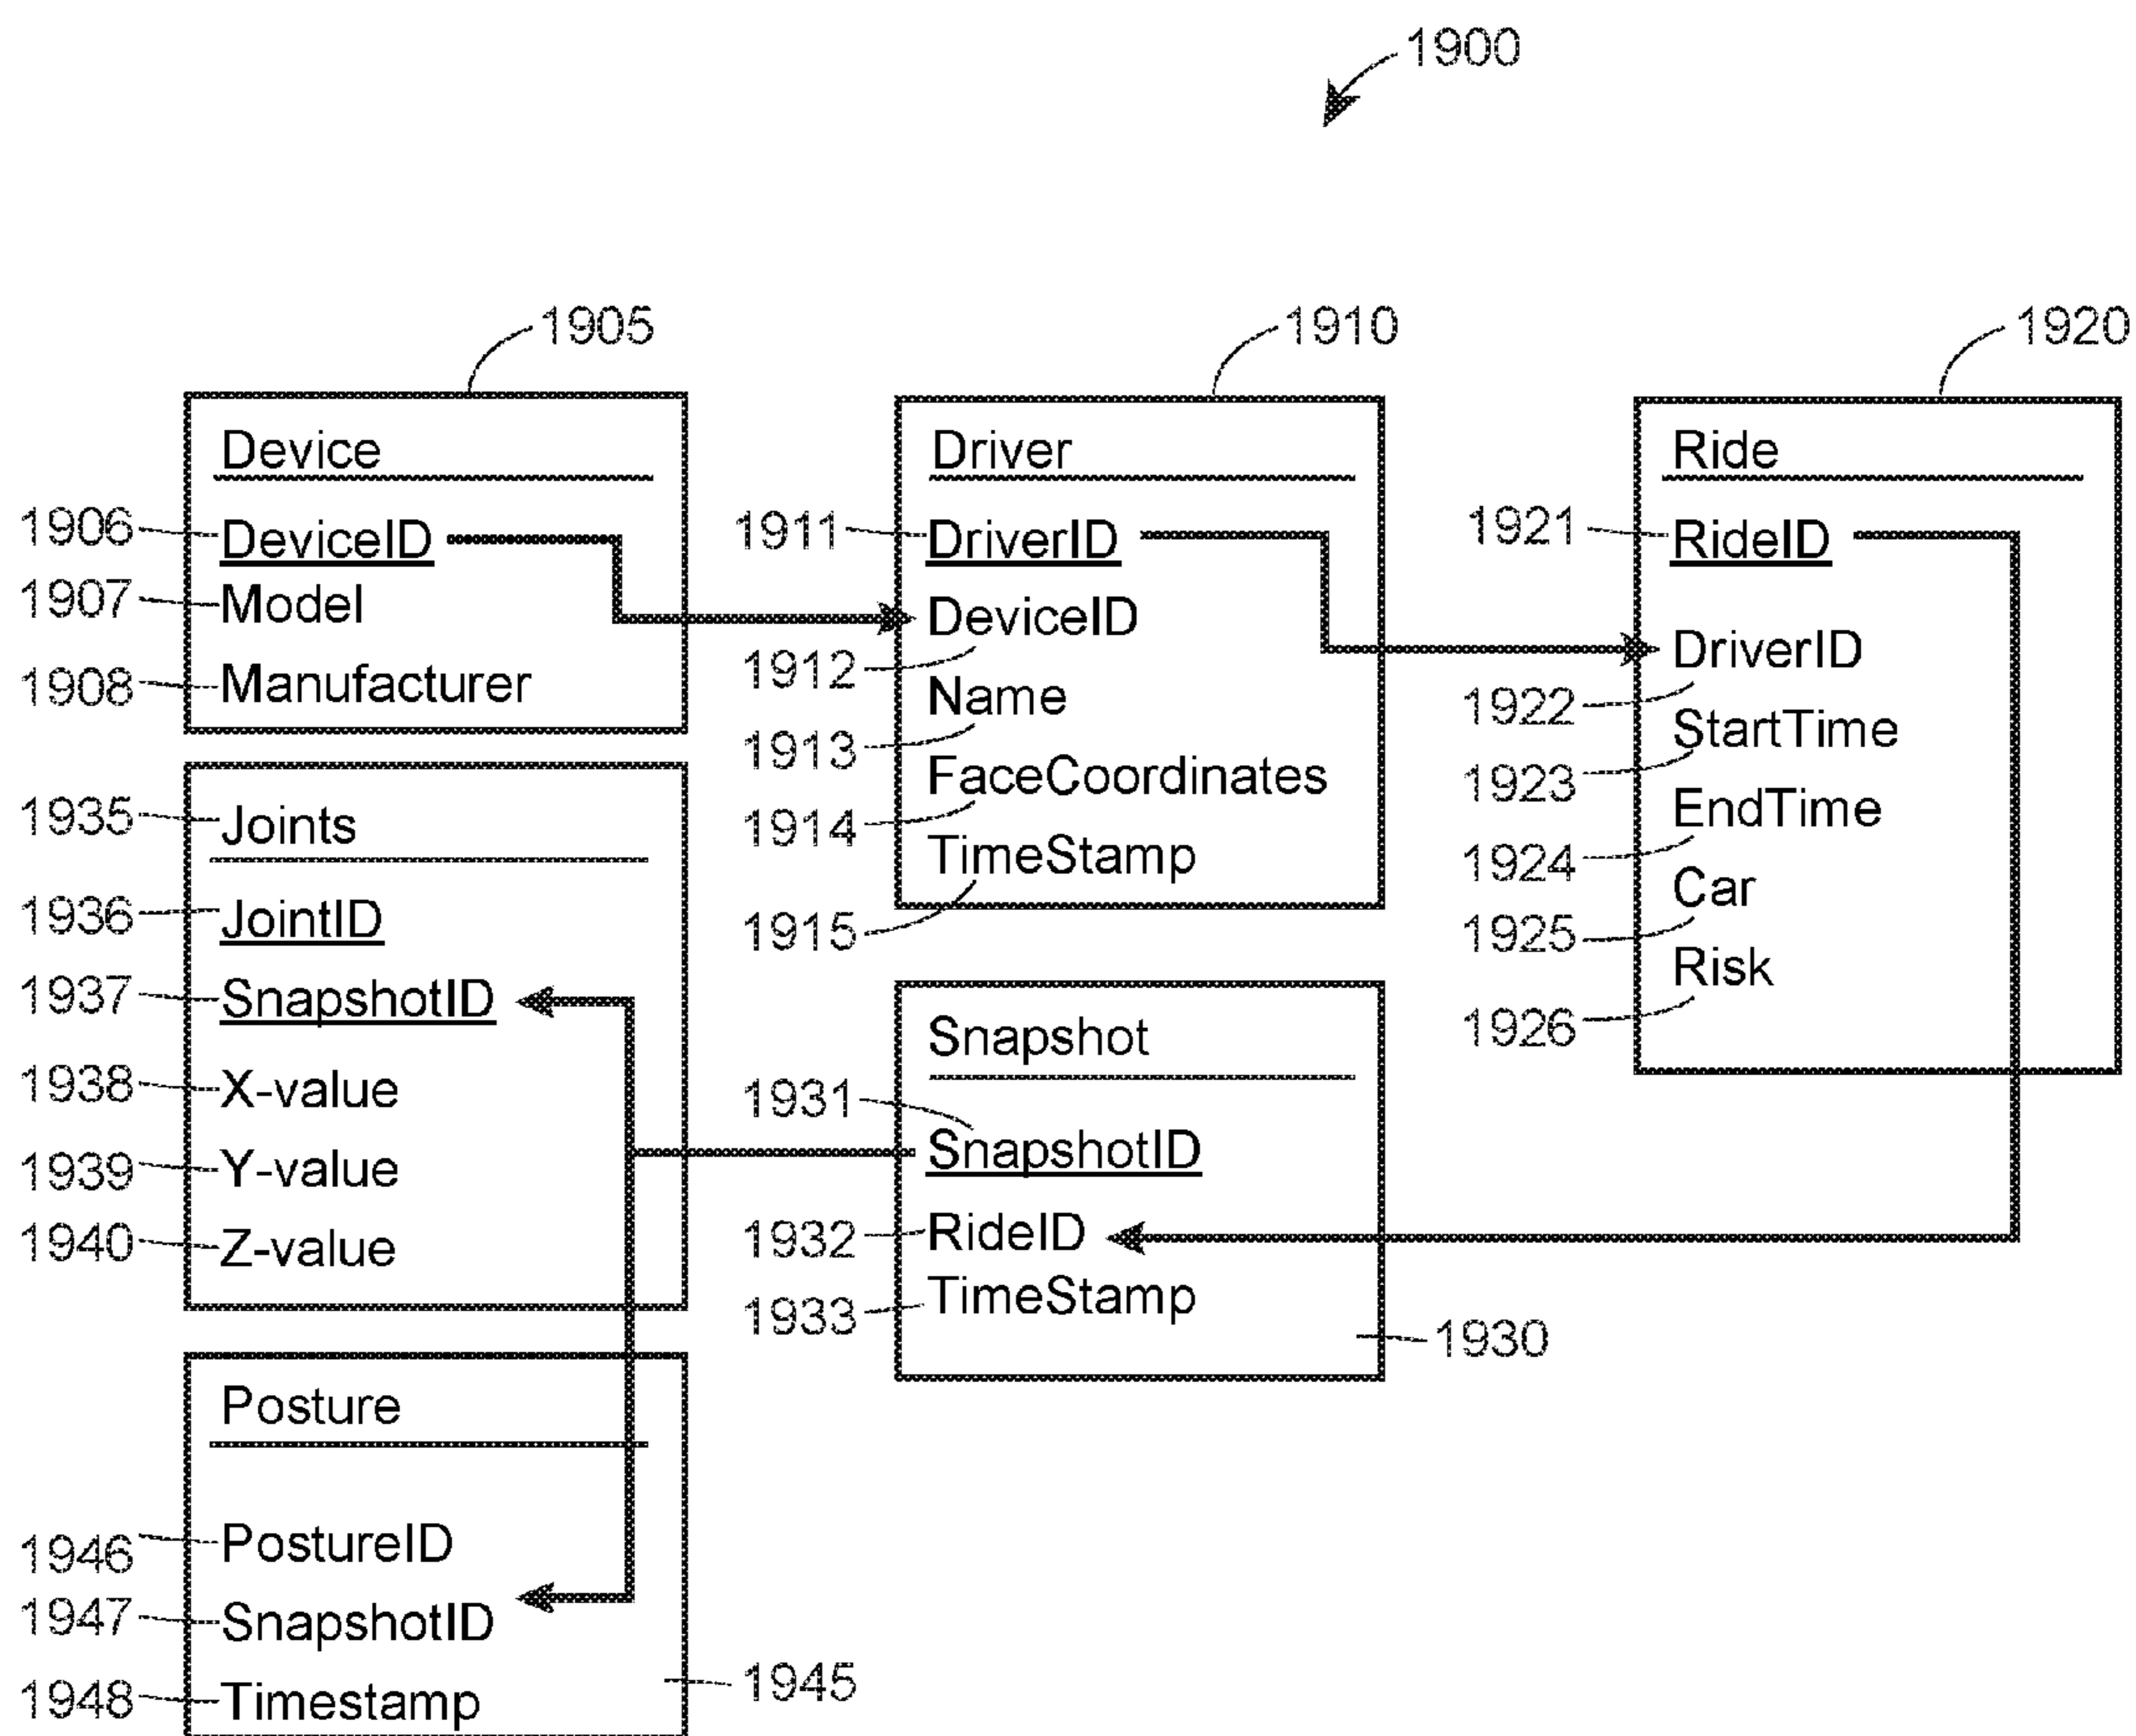 1900
1905
Device
1906 DeviceID
1907 Model
1908 Manufacturer
1910
Driver
1911 DriverID
DeviceID
1912
Name
1913
FaceCoordinates
1914
TimeStamp
1915
1920
Ride
1921 RideID
DriverID
1922
StartTime
1923
EndTime
1924
Car
1925
Risk
1926
1935 Joints
1936 JointID
1937 SnapshotID
1938 X-value
1939 Y-value
1940 Z-value
Snapshot
1931
SnapshotID
1932 RideID
TimeStamp
1933
1930
Posture
1946 PostureID
1947 SnapshotID
1948 Timestamp
1945